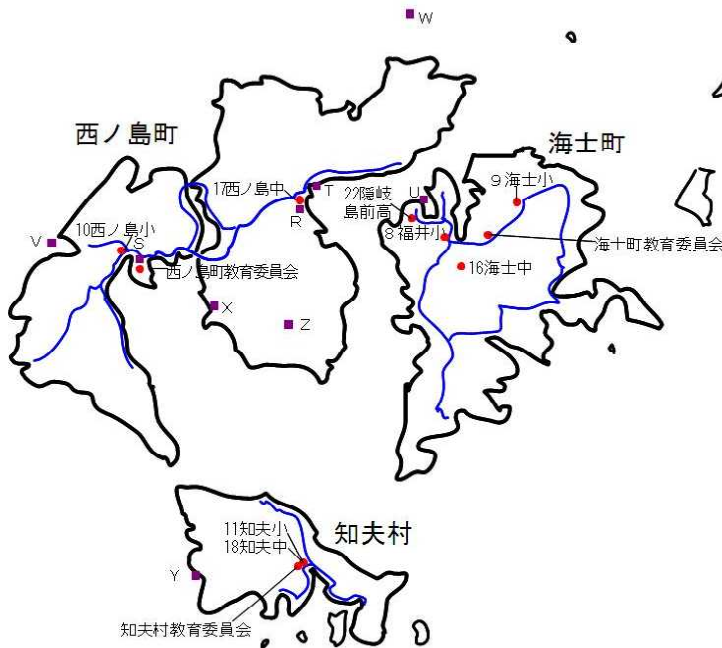 W
西ノ島町
海士町
17西ノ島中
T
22隠岐
島前高
U
9海士小
R
10西ノ島小
8福井小
V
S
海士町教育委員会
西ノ島町教育委員会
16海士中
X
Z
11知夫小
18知夫中
知夫村
Y
知夫村教育委員会